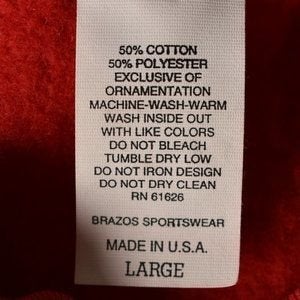 50% COTTON
50% POLYESTER
EXCLUSIVE OF
ORNAMENTATION
MACHINE-WASH-WARM
WASH INSIDE OUT
WITH LIKE COLORS
DO NOT BLEACH
TUMBLE DRY LOW
DO NOT IRON DESIGN
DO NOT DRY CLEAN
RN 61626
BRAZOS SPORTSWEAR
MADE IN U.S.A.
LARGE